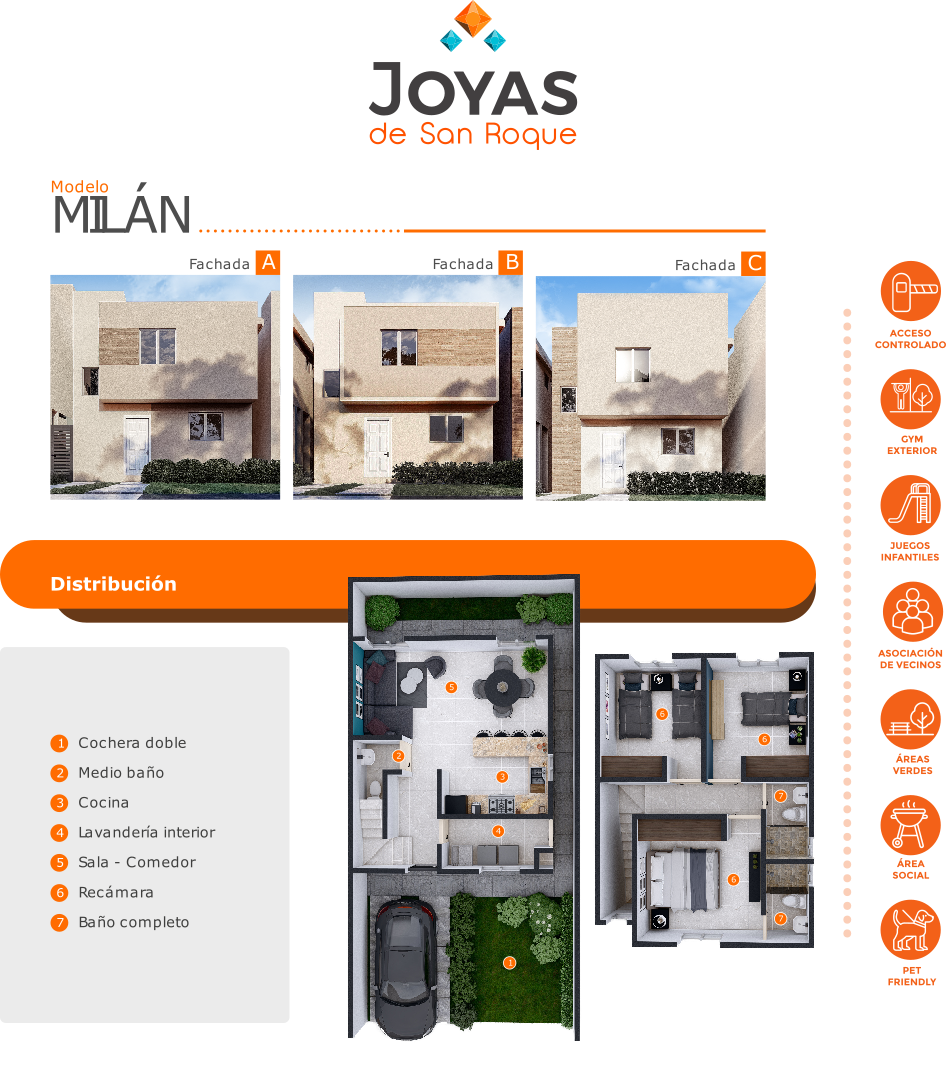 JOYAS
de San Roque
Modelo
MILÁN
Fachada A
Fachada B
Fachada C
ACCESO
CONTROLADO
GYM
EXTERIOR
JUEGOS
INFANTILES
ASOCIACIÓN
DE VECINOS
ÁREAS
VERDES
ÁREA
SOCIAL
PET
FRIENDLY
Distribución
1 Cochera doble
2 Medio baño
3 Cocina
4 Lavandería interior
5 Sala - Comedor
6 Recámara
7 Baño completo
5
2
3
4
1
6
6
7
6
7